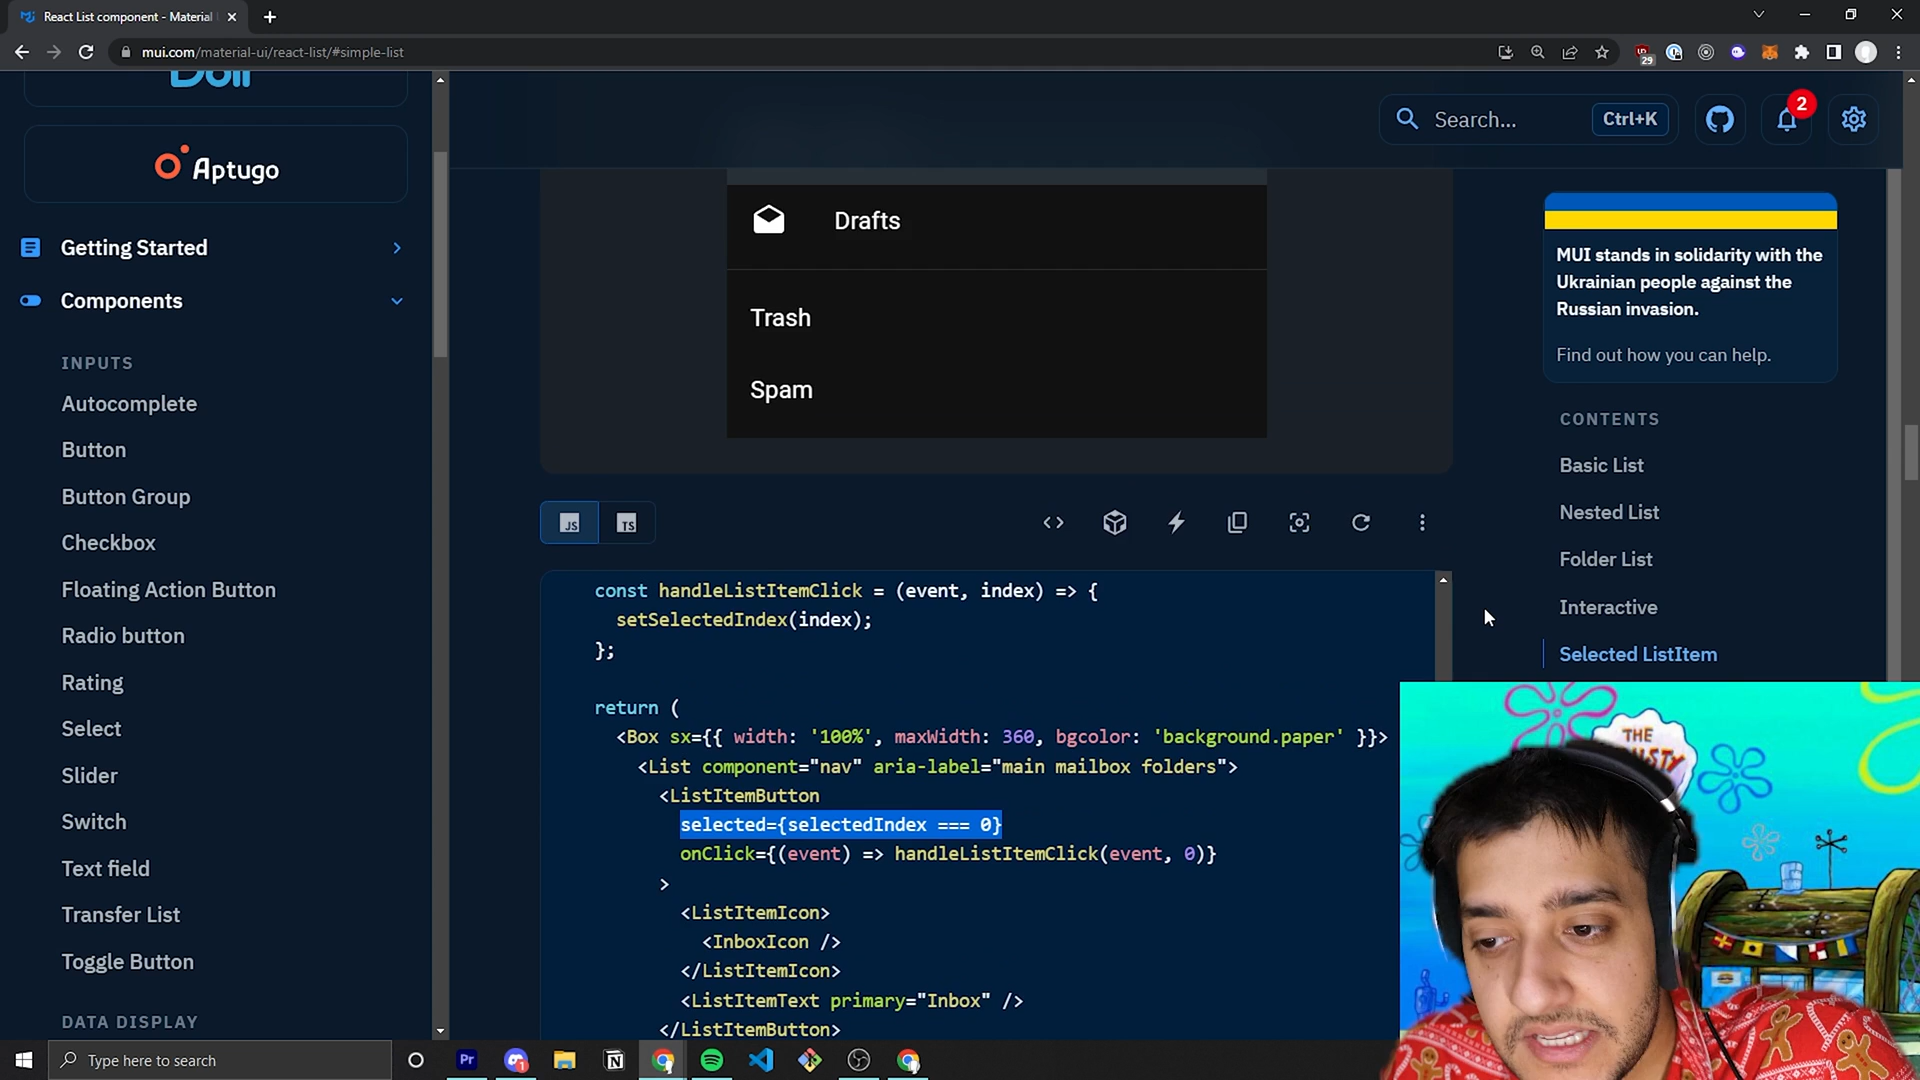 React List component - Material
mui.com/material-ui/react-list/#simple-list
29
Aptugo
Getting Started
Components
INPUTS
Autocomplete
Button
Button Group
Checkbox
Floating Action Button
Radio button
Rating
Select
Slider
Switch
Text field
Transfer List
Toggle Button
DATA DISPLAY
Search...
Ctrl+K
2
Drafts
Trash
Spam
JS
TS
const handleListItemClick = (event, index) => {
setSelectedIndex(index);
};
return (
<Box sx={{ width: '100%', maxWidth: 360, bgcolor: 'background.paper' }}>
<List component="nav" aria-label="main mailbox folders">
<ListItemButton
selected={selectedIndex === 0}
onClick={(event) => handleListItemClick(event, 0)}
>
<ListItemIcon>
<InboxIcon />
</ListItemIcon>
<ListItemText primary="Inbox" />
</ListItemButton>
MUI stands in solidarity with the
Ukrainian people against the
Russian invasion.
Find out how you can help.
CONTENTS
Basic List
Nested List
Folder List
Interactive
Selected ListItem
THE
Type here to search
Pr
1